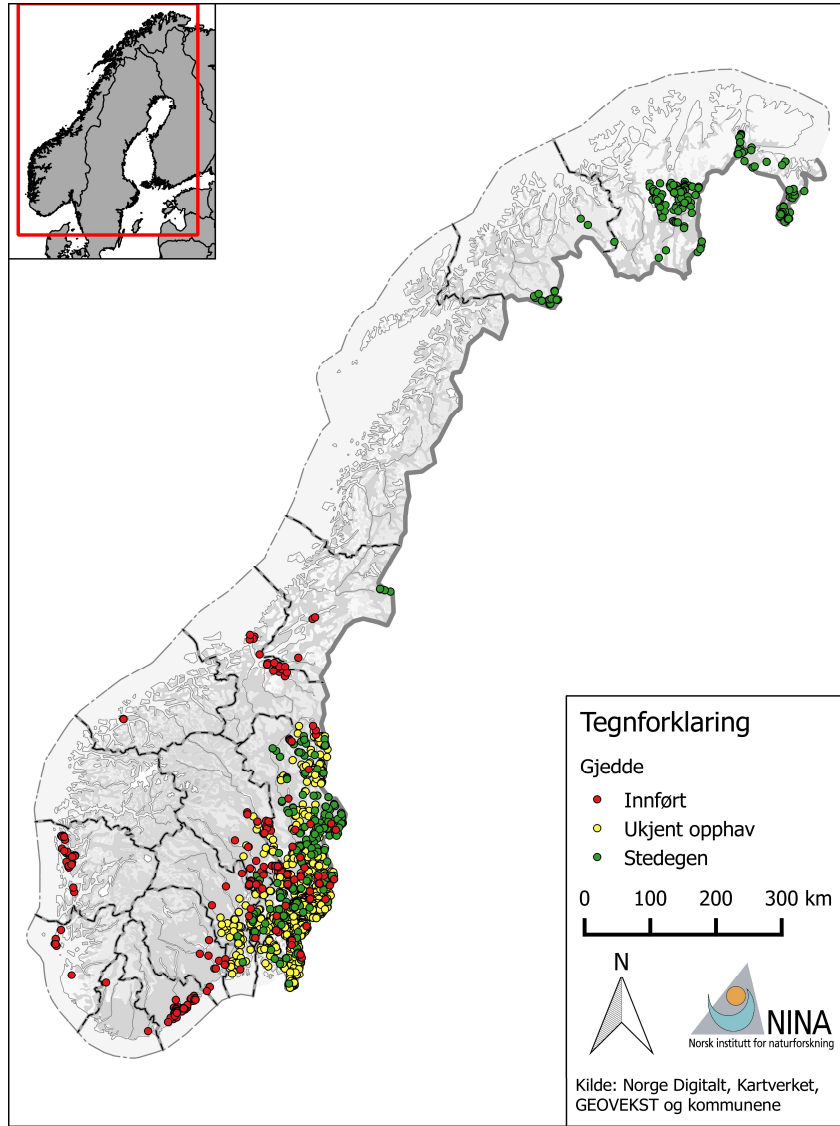 Tegnforklaring
Gjedde
Innført
Ukjent opphav
Stedegen
0 100 200 300 km
N
NINA
Norsk institutt for naturforskning
Kilde: Norge Digitalt, Kartverket,
GEOVEKST og kommunene